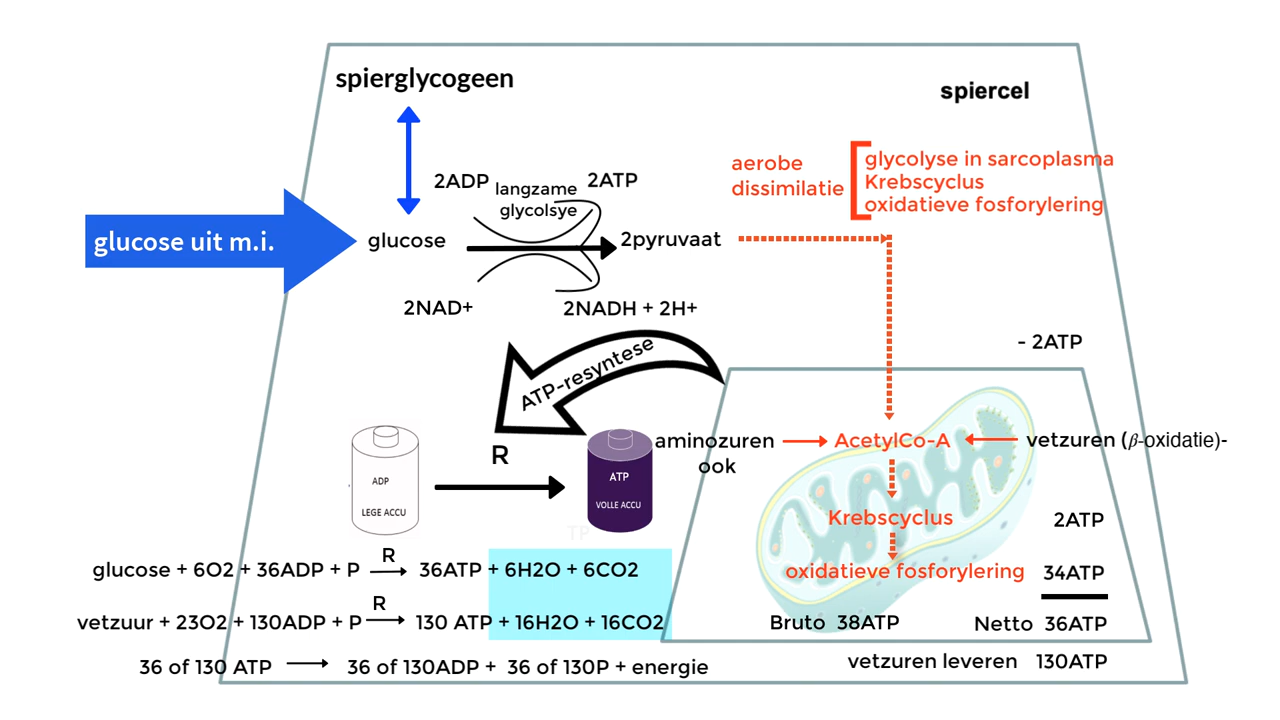 spierglycogeen
spiercel
aerobe
dissimilatie
glycolyse in sarcoplasma
Krebscyclus
oxidatieve fosforylering
2ADP
langzame
glycolsye
2ATP
glucose uit m.i.
glucose
2pyruvaat
2NAD+
2NADH + 2H+
- 2ATP
ATP-resyntese
R
aminozuren
ook
AcetylCo-A
vetzuren (β-oxidatie)-
ADP
LEGE ACCU
ATP
VOLLE ACCU
TP
Krebscyclus
2ATP
oxidatieve fosforylering
34ATP
glucose + 6O2 + 36ADP + P R 36ATP + 6H2O + 6CO2
vetzuur + 23O2 + 130ADP + P R 130 ATP + 16H2O + 16CO2
Bruto 38ATP
Netto 36ATP
36 of 130 ATP 36 of 130ADP + 36 of 130P + energie
vetzuren leveren 130ATP